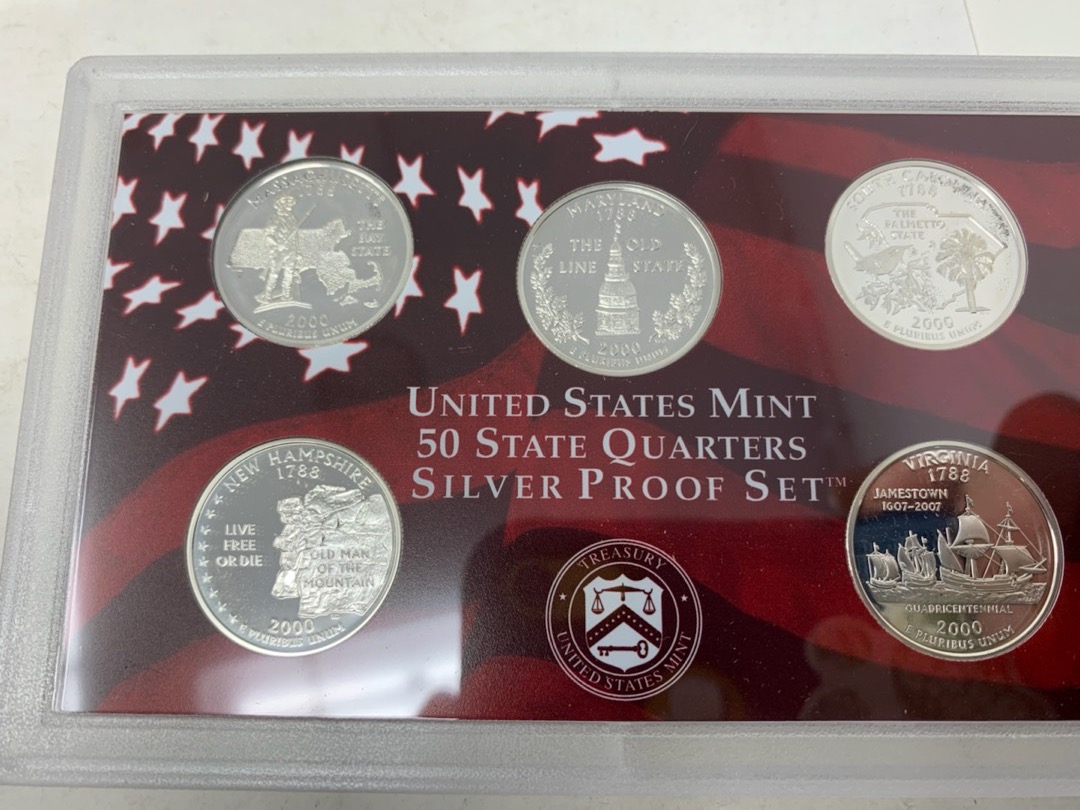 MASSACHUSETTS
1788
THE
BAY
STATE
2000
E PLURIBUS UNUM
MARYLAND
1788
THE OLD
LINE STATE
2000
E PLURIBUS UNUM
SOUTH CAROLINA
1788
THE
PALMETTO
STATE
2000
E PLURIBUS UNUM
UNITED STATES MINT
50 STATE QUARTERS
SILVER PROOF SET™
NEW HAMPSHIRE
1788
LIVE
FREE
OR DIE
OLD MAN
OF THE
MOUNTAIN
2000
E PLURIBUS UNUM
TREASURY
UNITED STATES MINT
VIRGINIA
1788
JAMESTOWN
1607-2007
QUADRICENTENNIAL
2000
E PLURIBUS UNUM